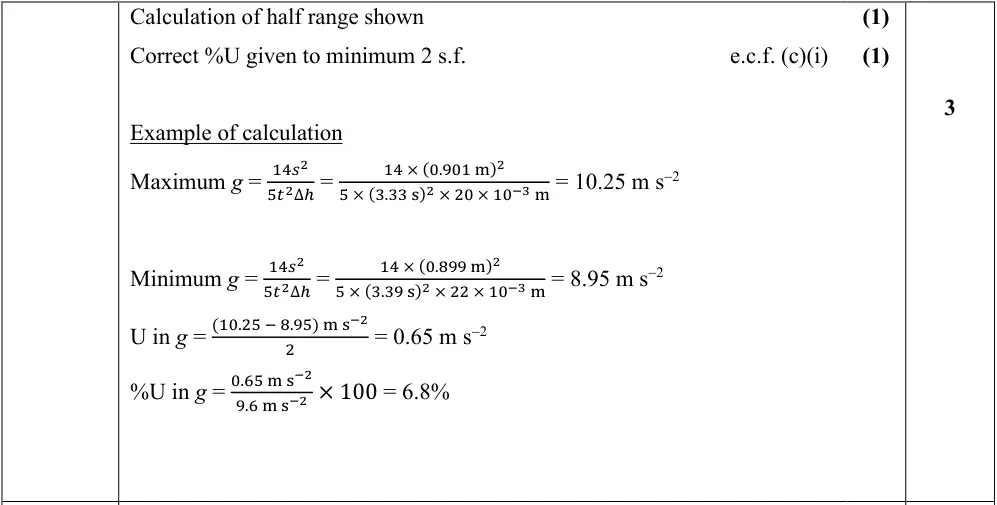 Calculation of half range shown (1)
Correct %U given to minimum 2 s.f. e.c.f. (c)(i) (1)
3
Example of calculation
Maximum g = 14s²/5t²Δh = 14 × (0.901 m)²/5 × (3.33 s)² × 20 × 10⁻³ m = 10.25 m s⁻²
Minimum g = 14s²/5t²Δh = 14 × (0.899 m)²/5 × (3.39 s)² × 22 × 10⁻³ m = 8.95 m s⁻²
U in g = (10.25 − 8.95) m s⁻²/2 = 0.65 m s⁻²
%U in g = 0.65 m s⁻²/9.6 m s⁻² × 100 = 6.8%